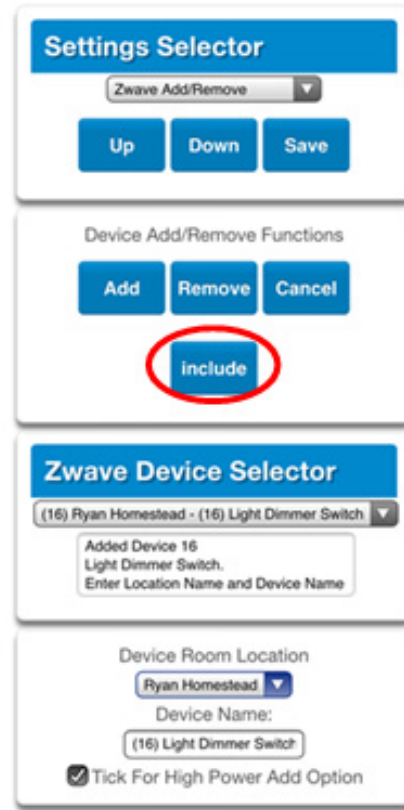 Settings Selector
Zwave Add/Remove
Up Down Save
Device Add/Remove Functions
Add Remove Cancel
include
Zwave Device Selector
(16) Ryan Homestead - (16) Light Dimmer Switch
Added Device 16
Light Dimmer Switch.
Enter Location Name and Device Name
Device Room Location
Ryan Homestead
Device Name:
(16) Light Dimmer Switch
Tick For High Power Add Option